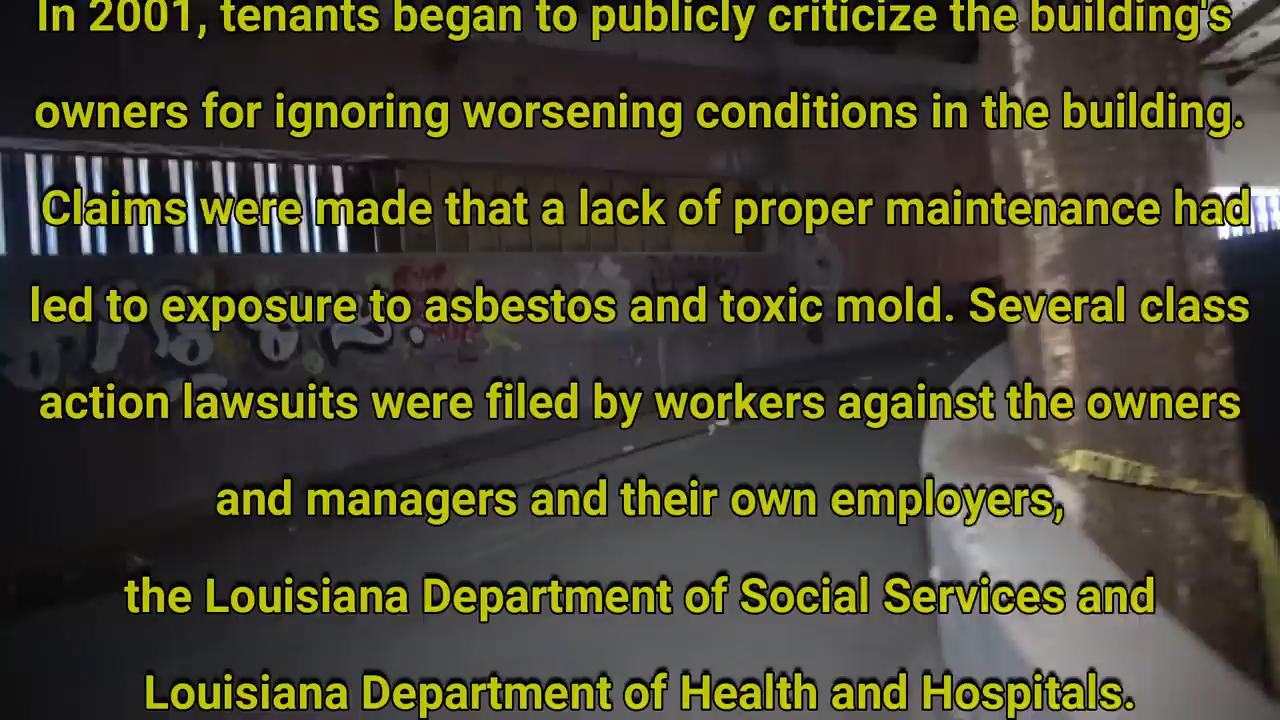 In 2001, tenants began to publicly criticize the building's
owners for ignoring worsening conditions in the building.
Claims were made that a lack of proper maintenance had
led to exposure to asbestos and toxic mold. Several class
action lawsuits were filed by workers against the owners
and managers and their own employers,
the Louisiana Department of Social Services and
Louisiana Department of Health and Hospitals.